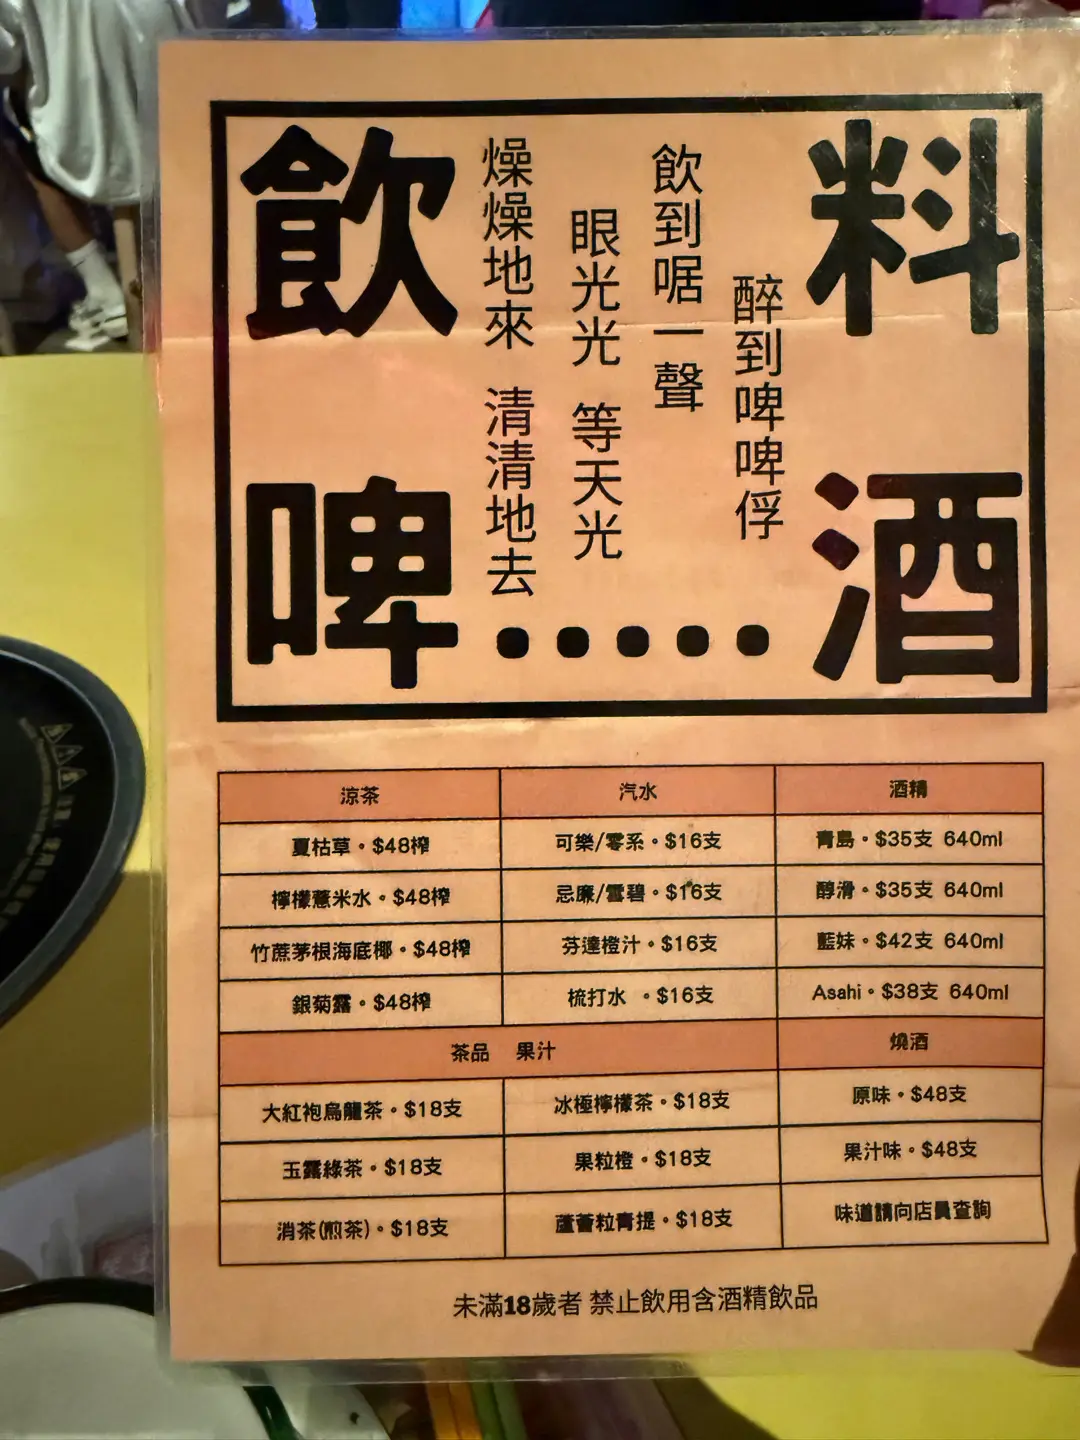 飲料
啤酒
燥燥地來 清清地去
眼光光 等天光
飲到啹一聲
醉到啤啤俘
.....
涼茶 汽水 酒精
夏枯草。$48樽 可樂/零系。$16支 青島。$35支 640ml
檸檬薏米水。$48樽 忌廉/雪碧。$16支 醇滑。$35支 640ml
竹蔗茅根海底椰。$48樽 芬達橙汁。$16支 藍妹。$42支 640ml
銀菊露。$48樽 梳打水 。$16支 Asahi。$38支 640ml
茶品 果汁 燒酒
大紅袍烏龍茶。$18支 冰極檸檬茶。$18支 原味。$48支
玉露綠茶。$18支 果粒橙。$18支 果汁味。$48支
消茶(煎茶)。$18支 蘆薈粒青提。$18支 味道請向店員查詢
未滿18歲者 禁止飲用含酒精飲品